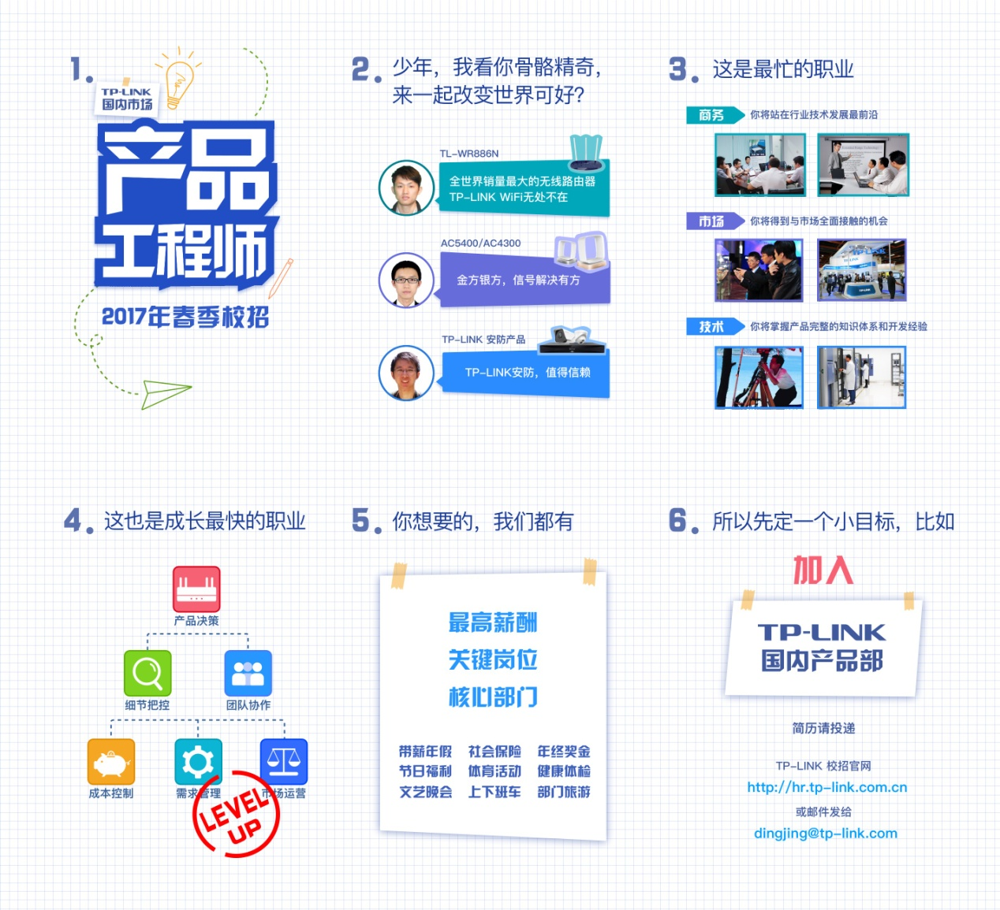 1.
TP-LINK
国内市场
产品
工程师
2017年春季校招
2.
少年，我看你骨骼精奇，
来一起改变世界可好？
TL-WR886N
全世界销量最大的无线路由器
TP-LINK WiFi无处不在
AC5400/AC4300
金方银方，信号解决有方
TP-LINK 安防产品
TP-LINK安防，值得信赖
3.
这是最忙的职业
商务
你将站在行业技术发展最前沿
市场
你将得到与市场全面接触的机会
技术
你将掌握产品完整的知识体系和开发经验
4.
这也是成长最快的职业
产品决策
细节把控
团队协作
成本控制
需求管理
市场运营
LEVEL
UP
5.
你想要的，我们都有
最高薪酬
关键岗位
核心部门
带薪年假 社会保险 年终奖金
节日福利 体育活动 健康体检
文艺晚会 上下班车 部门旅游
6.
所以先定一个小目标，比如
加入
TP-LINK
国内产品部
简历请投递
TP-LINK 校招官网
http://hr.tp-link.com.cn
或邮件发给
dingjing@tp-link.com